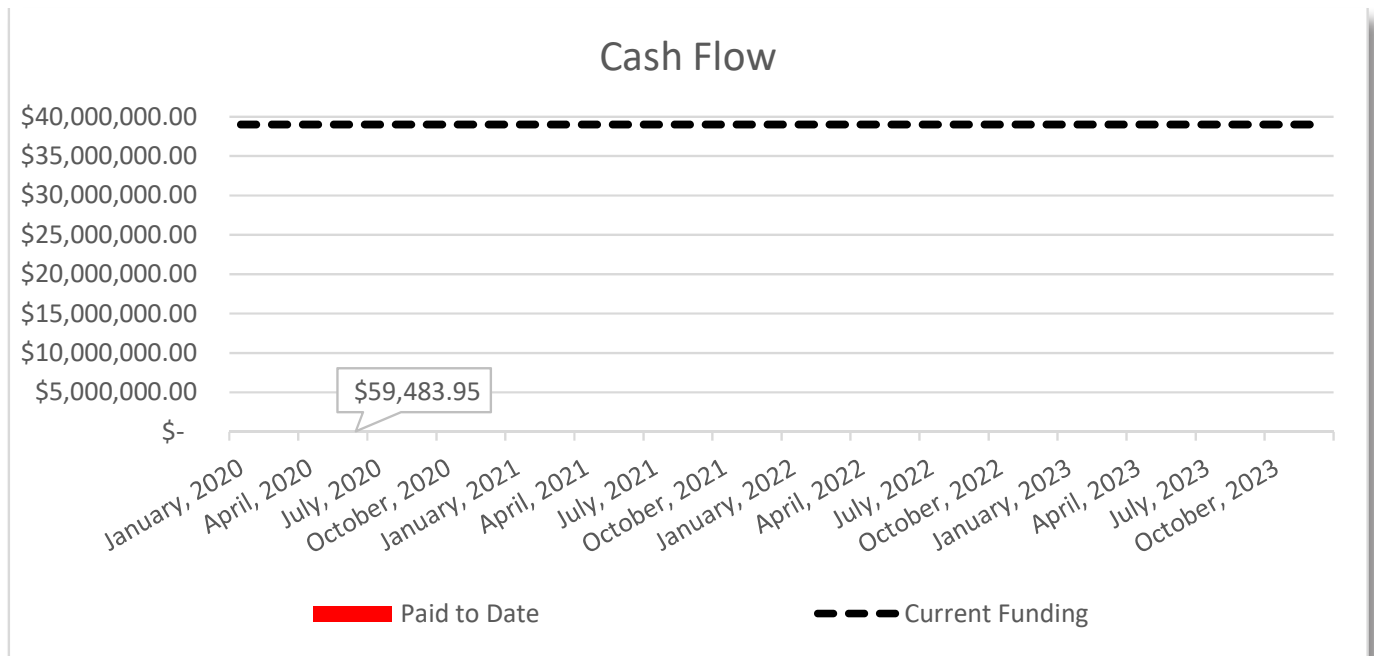 Cash Flow
$40,000,000.00
$35,000,000.00
$30,000,000.00
$25,000,000.00
$20,000,000.00
$15,000,000.00
$10,000,000.00
$5,000,000.00
$-
$59,483.95
January, 2020
April, 2020
July, 2020
October, 2020
January, 2021
April, 2021
July, 2021
October, 2021
January, 2022
April, 2022
July, 2022
October, 2022
January, 2023
April, 2023
July, 2023
October, 2023
Paid to Date
Current Funding